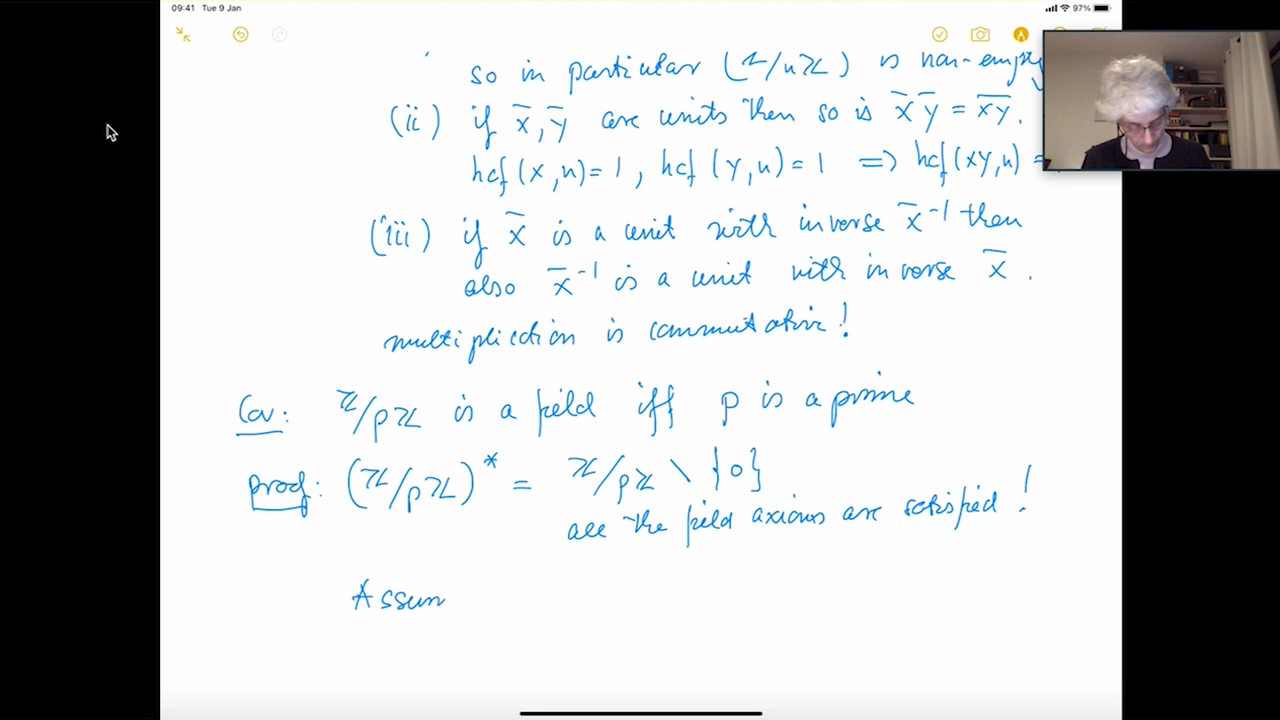 09:41 Tue 9 Jan 97%
so in particular (ℤ/nℤ) is non-empty
(ii) if x̄, ȳ are units then so is x̄ ȳ = \overline{xy}.
hcf(x,n)=1, hcf(y,n)=1 ⟹ hcf(xy,n) =
(iii) if x̄ is a unit with inverse x̄⁻¹ then
also x̄⁻¹ is a unit with inverse x̄.
multipliction is commutative!
Cor: ℤ/pℤ is a field iff p is a prime
proof: (ℤ/pℤ)* = ℤ/pℤ \ {0}
all the field axioms are satisfied!
Assum